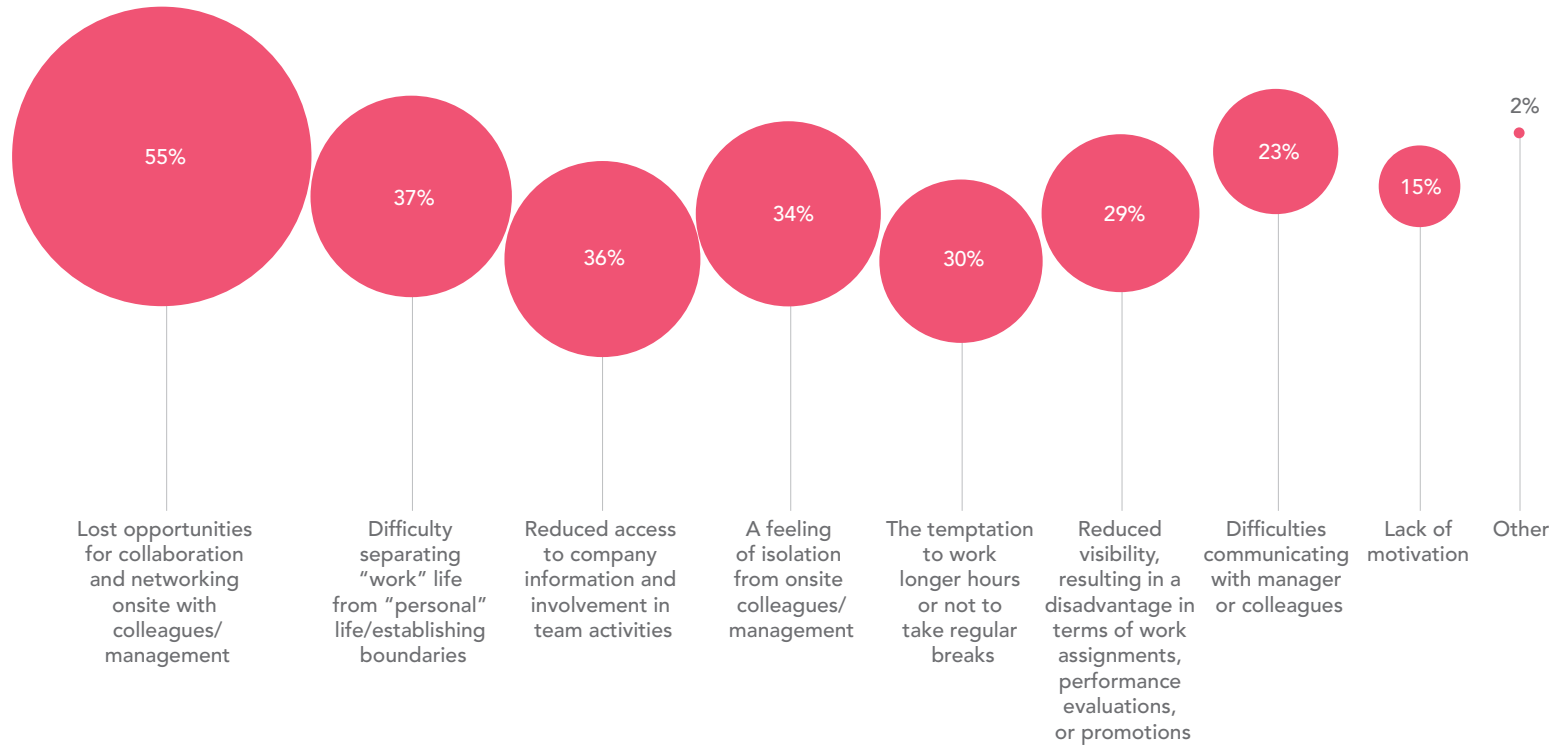 55%
37%
36%
34%
30%
29%
23%
15%
2%
Lost opportunities
for collaboration
and networking
onsite with
colleagues/
management
Difficulty
separating
“work” life
from “personal”
life/establishing
boundaries
Reduced access
to company
information and
involvement in
team activities
A feeling
of isolation
from onsite
colleagues/
management
The temptation
to work
longer hours
or not to
take regular
breaks
Reduced
visibility,
resulting in a
disadvantage in
terms of work
assignments,
performance
evaluations,
or promotions
Difficulties
communicating
with manager
or colleagues
Lack of
motivation
Other